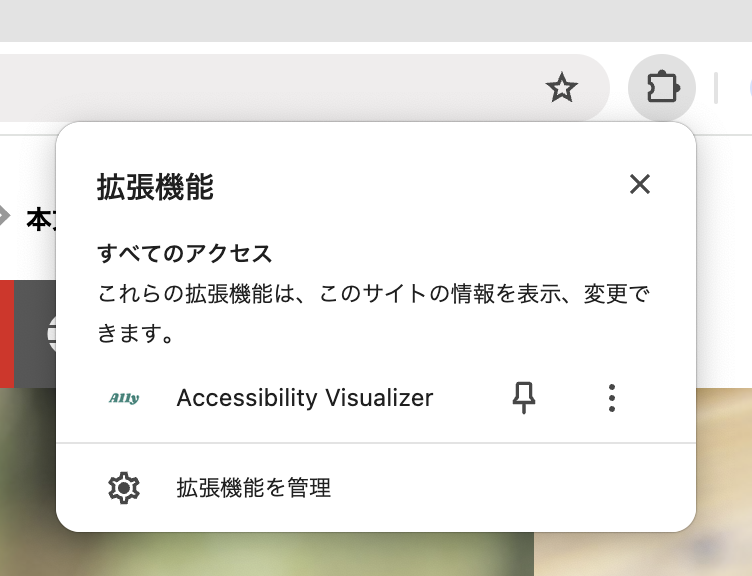 拡張機能
本
すべてのアクセス
これらの拡張機能は、このサイトの情報を表示、変更で
きます。
A11y
Accessibility Visualizer
拡張機能を管理